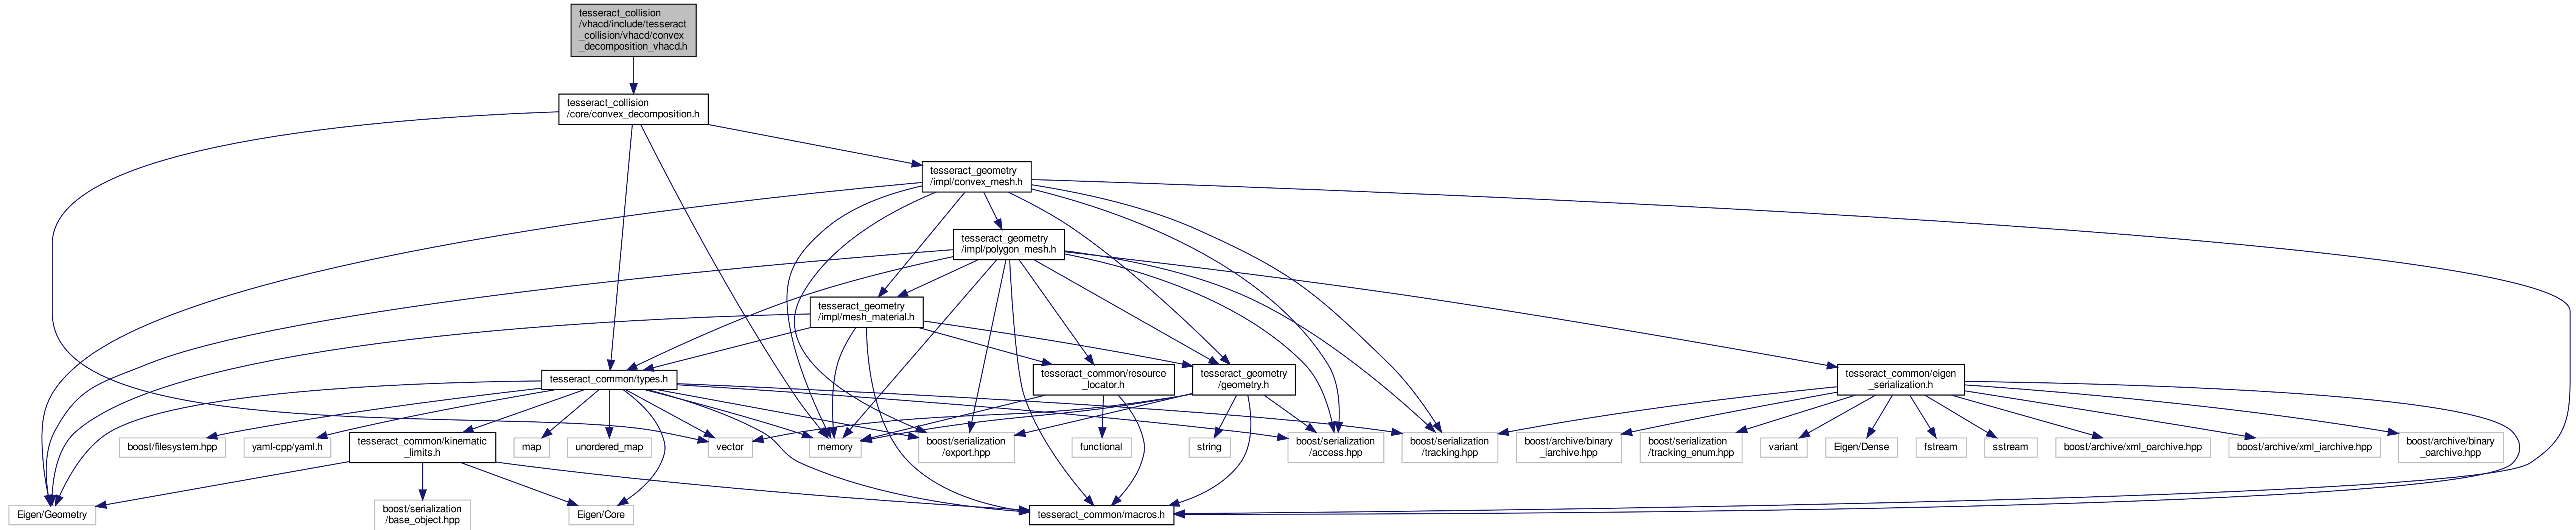 tesseract_collision
/vhacd/include/tesseract
_collision/vhacd/convex
_decomposition_vhacd.h
tesseract_collision
/core/convex_decomposition.h
tesseract_geometry
/impl/convex_mesh.h
tesseract_geometry
/impl/polygon_mesh.h
tesseract_geometry
/impl/mesh_material.h
tesseract_common/types.h
tesseract_common/resource
_locator.h
tesseract_geometry
/geometry.h
tesseract_common/eigen
_serialization.h
boost/filesystem.hpp
yaml-cpp/yaml.h
tesseract_common/kinematic
_limits.h
map
unordered_map
vector
memory
boost/serialization
/export.hpp
functional
string
boost/serialization
/access.hpp
boost/serialization
/tracking.hpp
boost/archive/binary
_iarchive.hpp
boost/serialization
/tracking_enum.hpp
variant
Eigen/Dense
fstream
sstream
boost/archive/xml_oarchive.hpp
boost/archive/xml_iarchive.hpp
boost/archive/binary
_oarchive.hpp
Eigen/Geometry
boost/serialization
/base_object.hpp
Eigen/Core
tesseract_common/macros.h